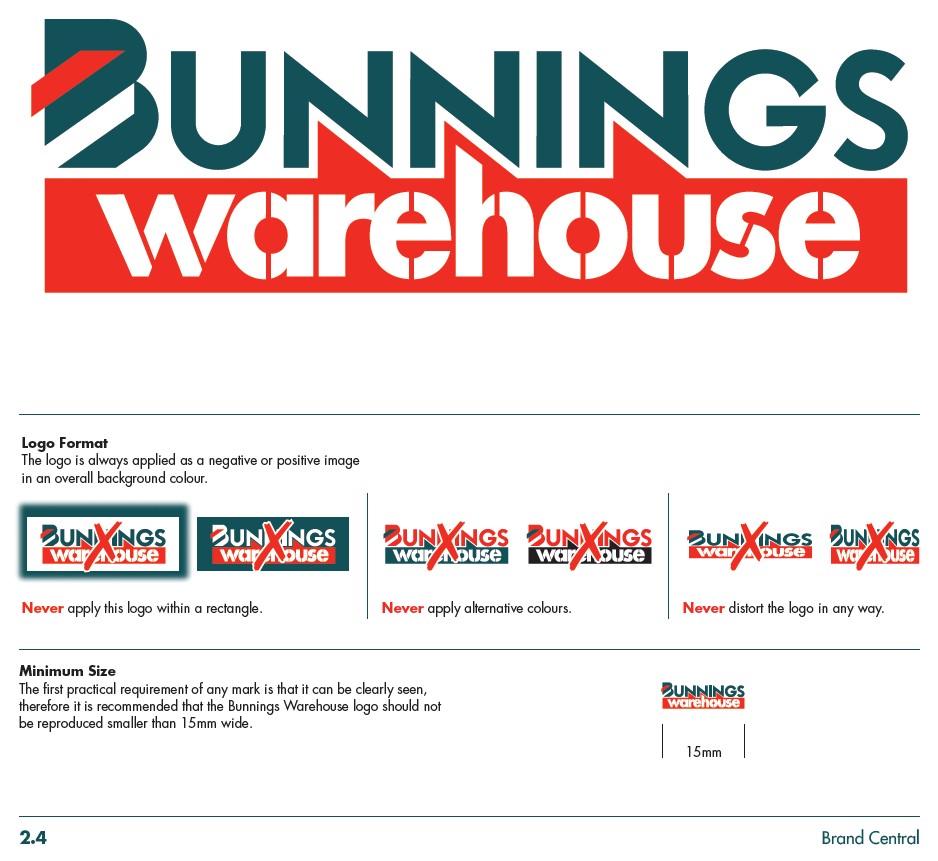 BUNNINGS
warehouse
Logo Format
The logo is always applied as a negative or positive image
in an overall background colour.
BUNNINGS
warehouse
BUNNINGS
warehouse
BUNNINGS
warehouse
BUNNINGS
warehouse
BUNNINGS
warehouse
BUNNINGS
warehouse
Never apply this logo within a rectangle.
Never apply alternative colours.
Never distort the logo in any way.
Minimum Size
The first practical requirement of any mark is that it can be clearly seen,
therefore it is recommended that the Bunnings Warehouse logo should not
be reproduced smaller than 15mm wide.
BUNNINGS
warehouse
15mm
2.4
Brand Central